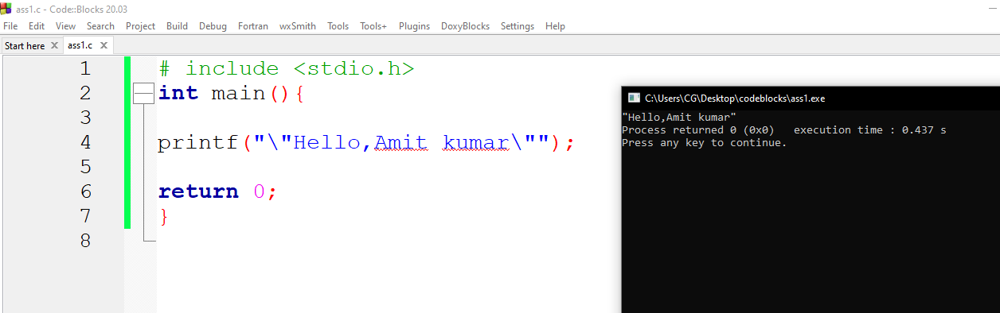 ass1.c - Code::Blocks 20.03
File Edit View Search Project Build Debug Fortran wxSmith Tools Tools+ Plugins DoxyBlocks Settings Help
Start here ass1.c
1 # include <stdio.h>
2 int main(){
3
4 printf("\"Hello,Amit kumar\"");
5
6 return 0;
7 }
8
C:\Users\CG\Desktop\codeblocks\ass1.exe
"Hello,Amit kumar"
Process returned 0 (0x0)   execution time : 0.437 s
Press any key to continue.